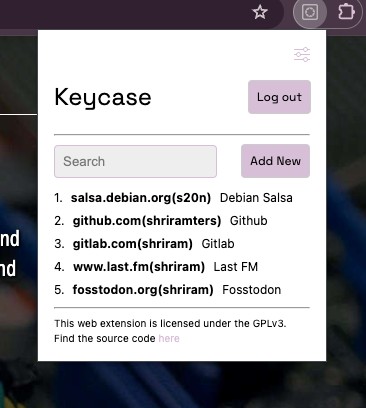 Keycase
Log out
Search
Add New
1. salsa.debian.org(s20n) Debian Salsa
2. github.com(shriramters) Github
3. gitlab.com(shriram) Gitlab
4. www.last.fm(shriram) Last FM
5. fosstodon.org(shriram) Fosstodon
nd
nd
This web extension is licensed under the GPLv3.
Find the source code here